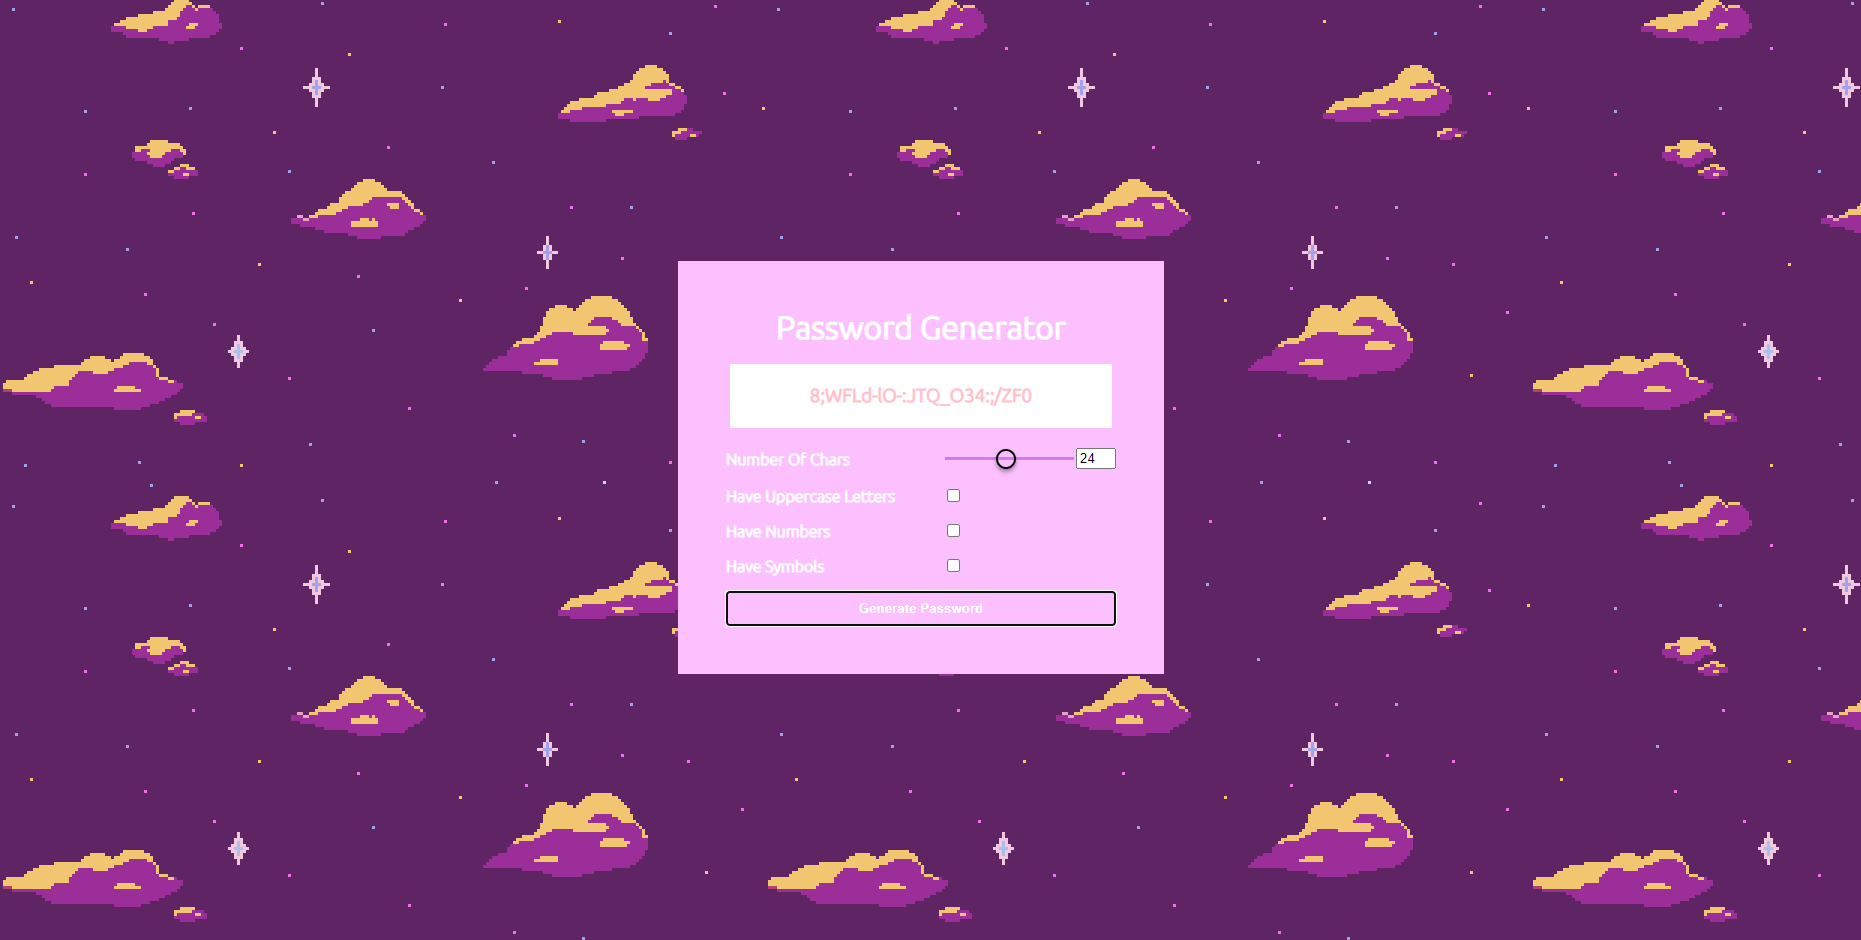 Password Generator
8;WFLd-lO-:JTQ_O34:;/ZF0
Number Of Chars 24
Have Uppercase Letters
Have Numbers
Have Symbols
Generate Password